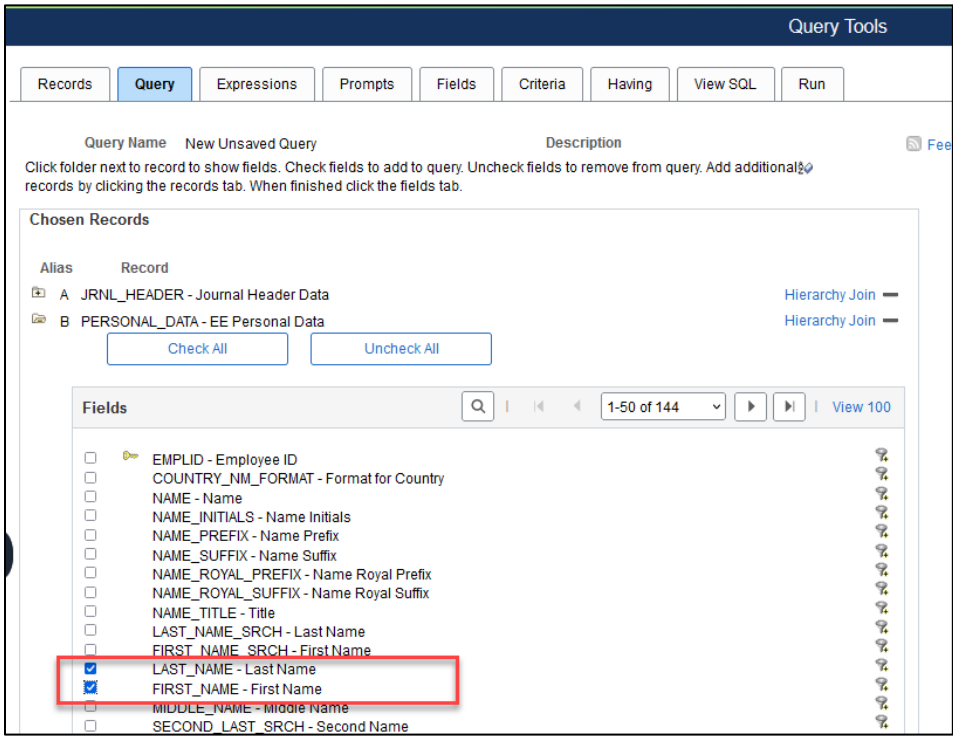 Query Tools
Records Query Expressions Prompts Fields Criteria Having View SQL Run
Query Name New Unsaved Query Description Fee
Click folder next to record to show fields. Check fields to add to query. Uncheck fields to remove from query. Add additional
records by clicking the records tab. When finished click the fields tab.
Chosen Records
Alias Record
A JRNL_HEADER - Journal Header Data Hierarchy Join
B PERSONAL_DATA - EE Personal Data Hierarchy Join
Check All Uncheck All
Fields 1-50 of 144 View 100
EMPLID - Employee ID
COUNTRY_NM_FORMAT - Format for Country
NAME - Name
NAME_INITIALS - Name Initials
NAME_PREFIX - Name Prefix
NAME_SUFFIX - Name Suffix
NAME_ROYAL_PREFIX - Name Royal Prefix
NAME_ROYAL_SUFFIX - Name Royal Suffix
NAME_TITLE - Title
LAST_NAME_SRCH - Last Name
FIRST_NAME_SRCH - First Name
LAST_NAME - Last Name
FIRST_NAME - First Name
MIDDLE_NAME - Middle Name
SECOND_LAST_SRCH - Second Name